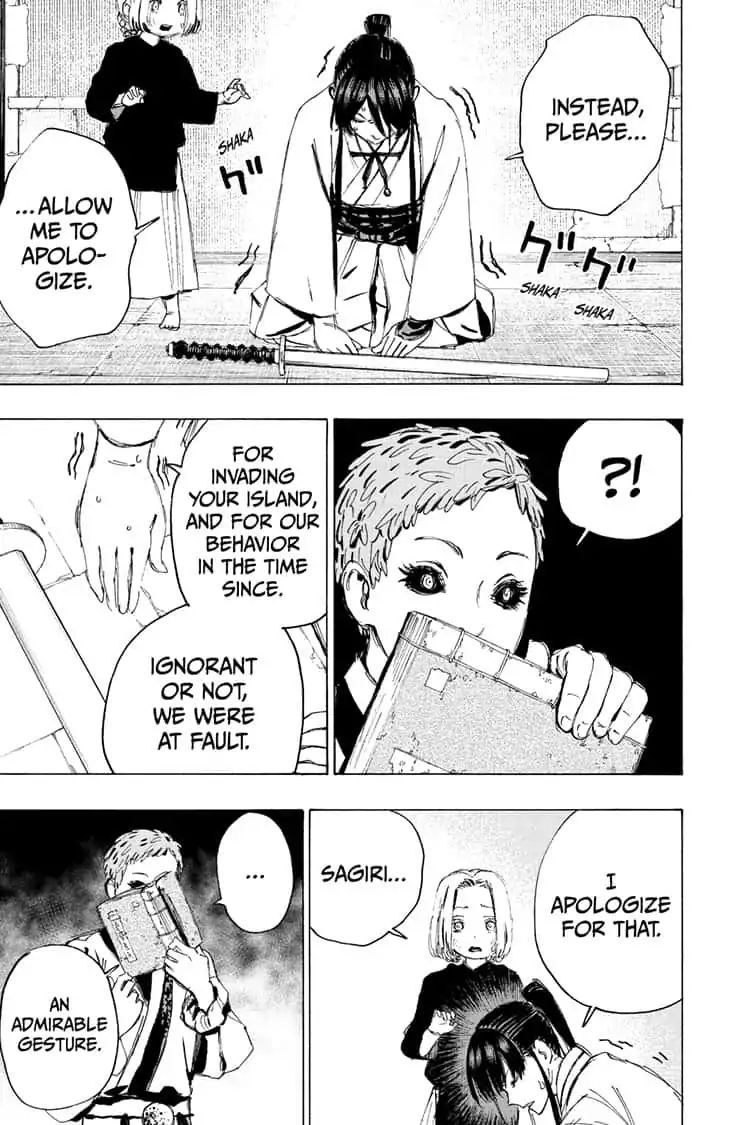 INSTEAD,
PLEASE...
グ
グ
SHAKA
SHAKA
グ
SHAKA
...ALLOW
ME TO
APOLO-
GIZE.
?!
FOR
INVADING
YOUR ISLAND,
AND FOR OUR
BEHAVIOR
IN THE TIME
SINCE.
IGNORANT
OR NOT,
WE WERE
AT FAULT.
I
APOLOGIZE
FOR THAT.
SAGIRI...
...
AN
ADMIRABLE
GESTURE.